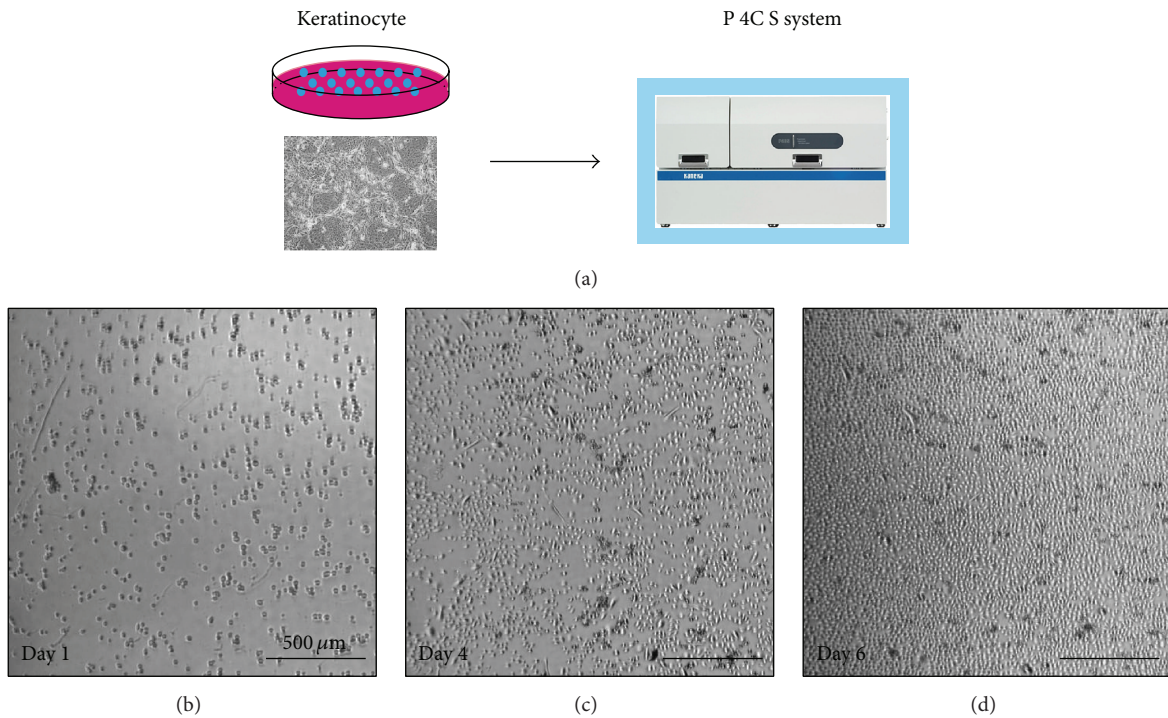 Keratinocyte
P 4C S system
(a)
Day 1
500 μm
Day 4
Day 6
(b)
(c)
(d)